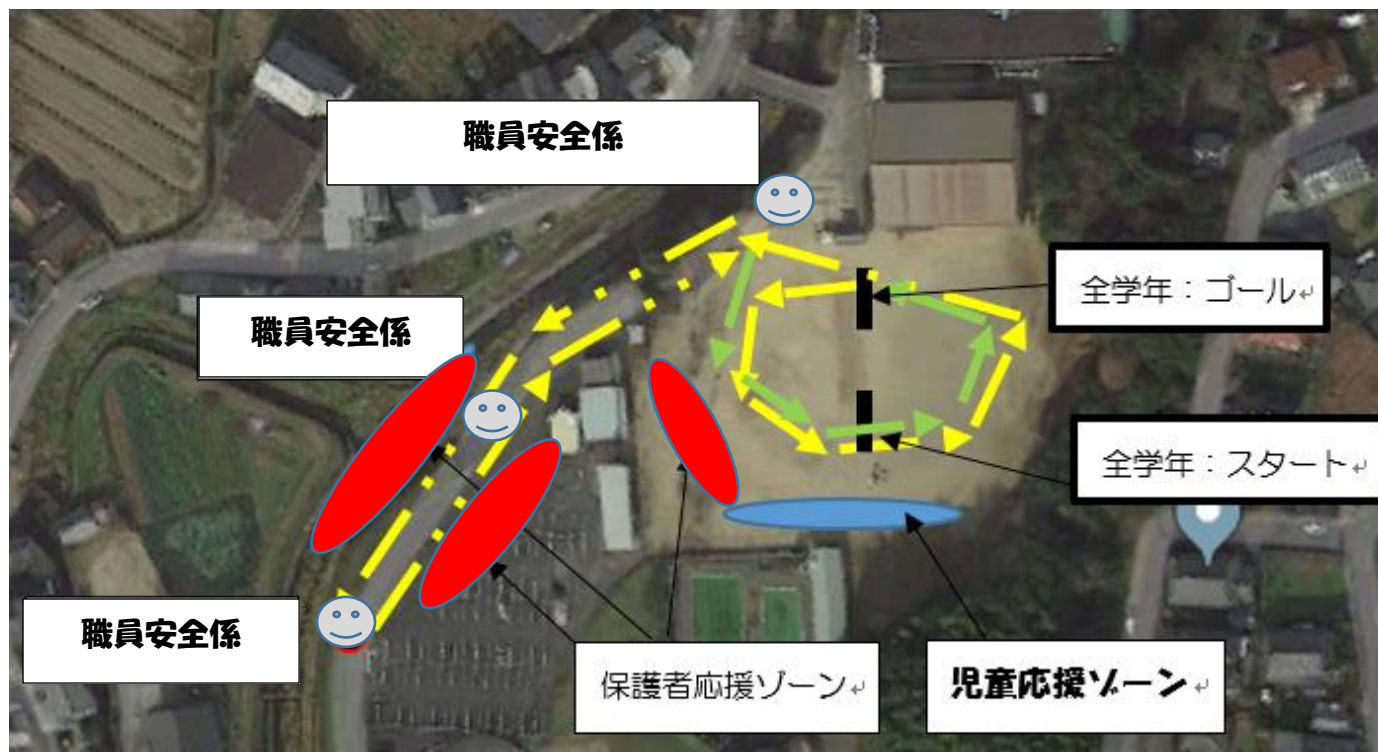 職員安全係
全学年：ゴール
職員安全係
全学年：スタート
職員安全係
保護者応援ゾーン
児童応援ゾーン